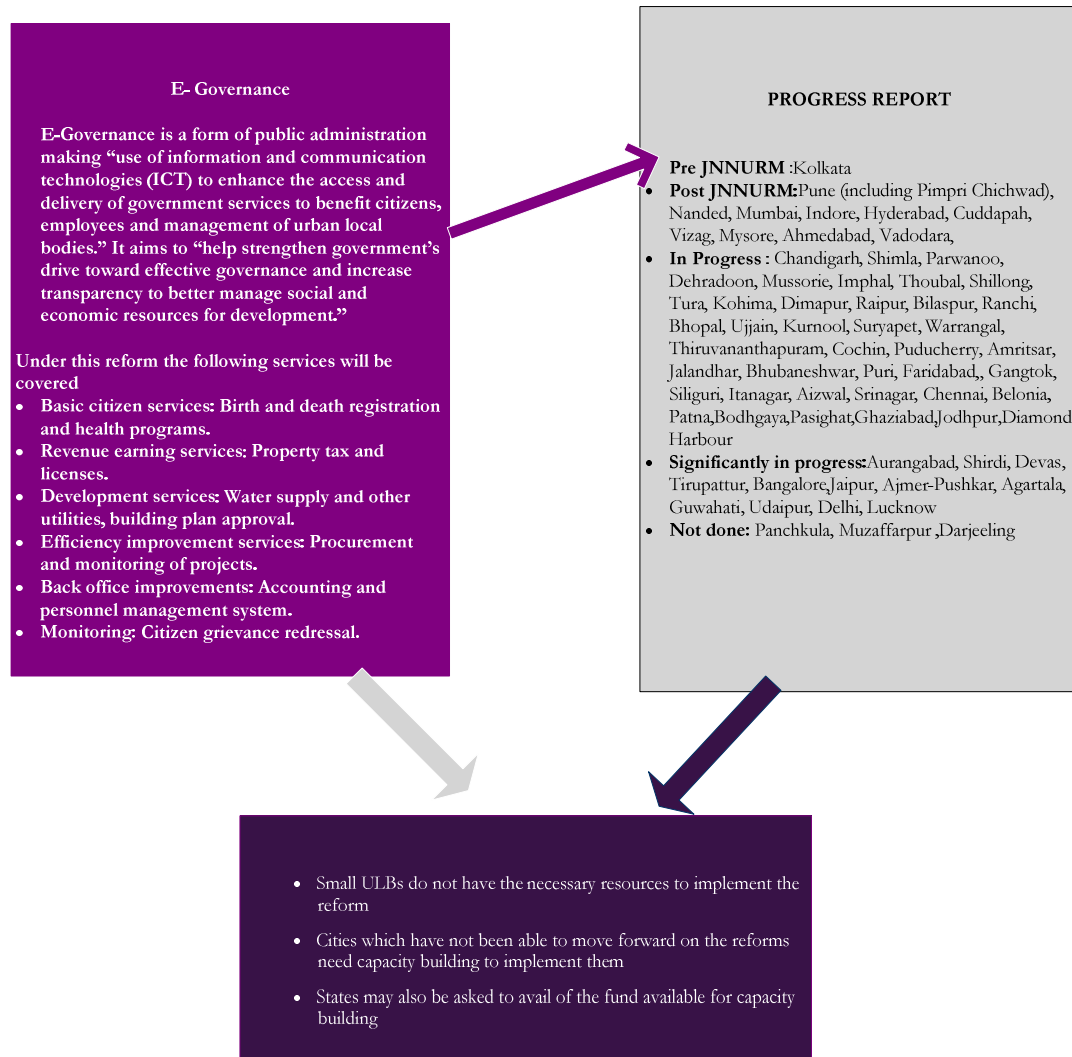 E- Governance
E-Governance is a form of public administration
making “use of information and communication
technologies (ICT) to enhance the access and
delivery of government services to benefit citizens,
employees and management of urban local
bodies.” It aims to “help strengthen government’s
drive toward effective governance and increase
transparency to better manage social and
economic resources for development.”
Under this reform the following services will be
covered
• Basic citizen services: Birth and death registration
and health programs.
• Revenue earning services: Property tax and
licenses.
• Development services: Water supply and other
utilities, building plan approval.
• Efficiency improvement services: Procurement
and monitoring of projects.
• Back office improvements: Accounting and
personnel management system.
• Monitoring: Citizen grievance redressal.
PROGRESS REPORT
Pre JNNURM :Kolkata
• Post JNNURM:Pune (including Pimpri Chichwad),
Nanded, Mumbai, Indore, Hyderabad, Cuddapah,
Vizag, Mysore, Ahmedabad, Vadodara,
• In Progress : Chandigarh, Shimla, Parwanoo,
Dehradoon, Mussorie, Imphal, Thoubal, Shillong,
Tura, Kohima, Dimapur, Raipur, Bilaspur, Ranchi,
Bhopal, Ujjain, Kurnool, Suryapet, Warrangal,
Thiruvananthapuram, Cochin, Puducherry, Amritsar,
Jalandhar, Bhubaneshwar, Puri, Faridabad,, Gangtok,
Siliguri, Itanagar, Aizwal, Srinagar, Chennai, Belonia,
Patna,Bodhgaya,Pasighat,Ghaziabad,Jodhpur,Diamond
Harbour
• Significantly in progress:Aurangabad, Shirdi, Devas,
Tirupattur, Bangalore,Jaipur, Ajmer-Pushkar, Agartala,
Guwahati, Udaipur, Delhi, Lucknow
• Not done: Panchkula, Muzaffarpur ,Darjeeling
• Small ULBs do not have the necessary resources to implement the
reform
• Cities which have not been able to move forward on the reforms
need capacity building to implement them
• States may also be asked to avail of the fund available for capacity
building